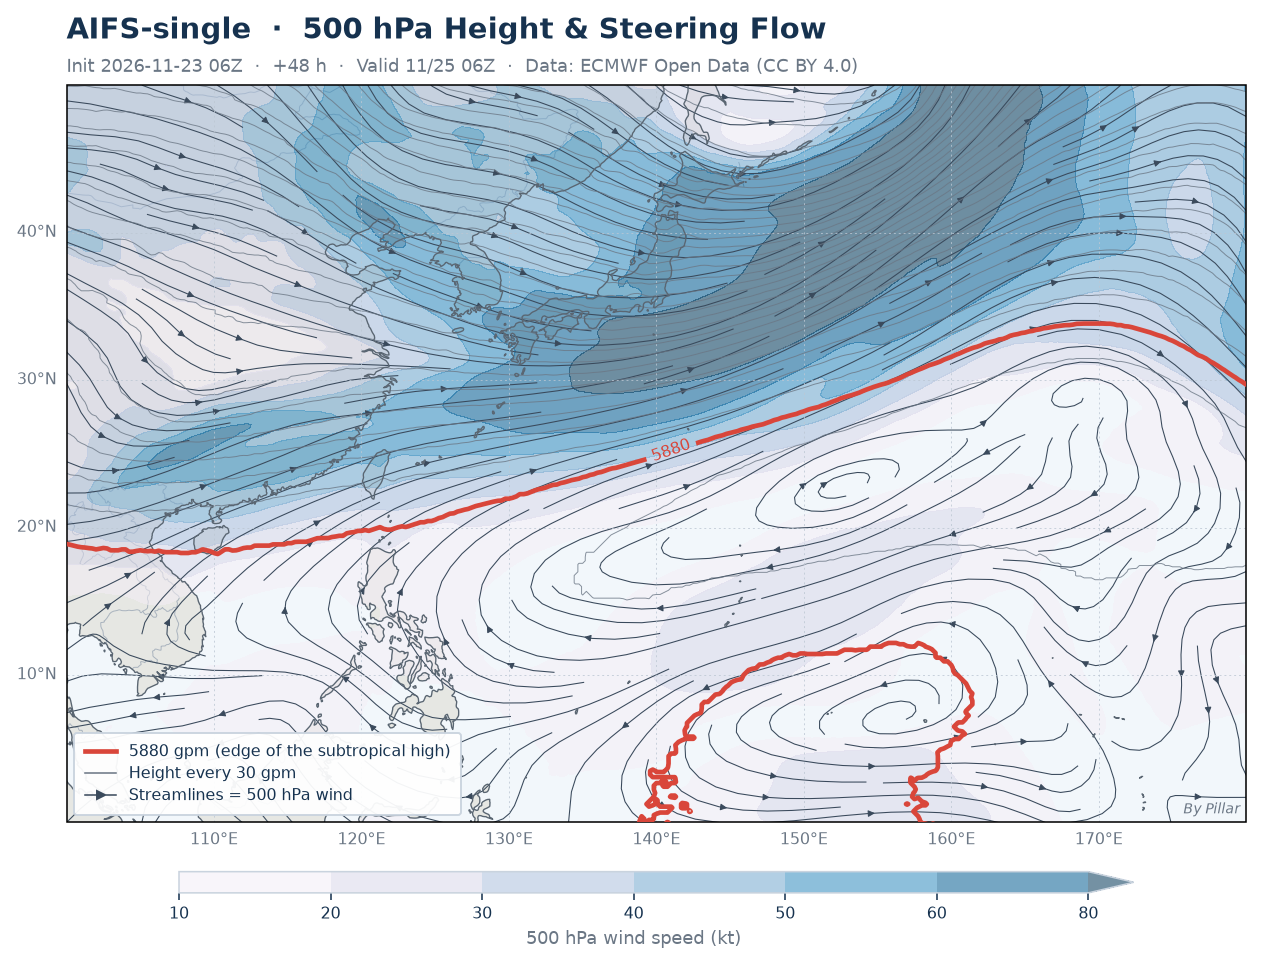 AIFS-single · 500 hPa Height & Steering Flow
Init 2026-11-23 06Z · +48 h · Valid 11/25 06Z · Data: ECMWF Open Data (CC BY 4.0)
40°N
30°N
5880
20°N
10°N
5880 gpm (edge of the subtropical high)
Height every 30 gpm
Streamlines = 500 hPa wind
By Pillar
110°E 120°E 130°E 140°E 150°E 160°E 170°E
10 20 30 40 50 60 80
500 hPa wind speed (kt)